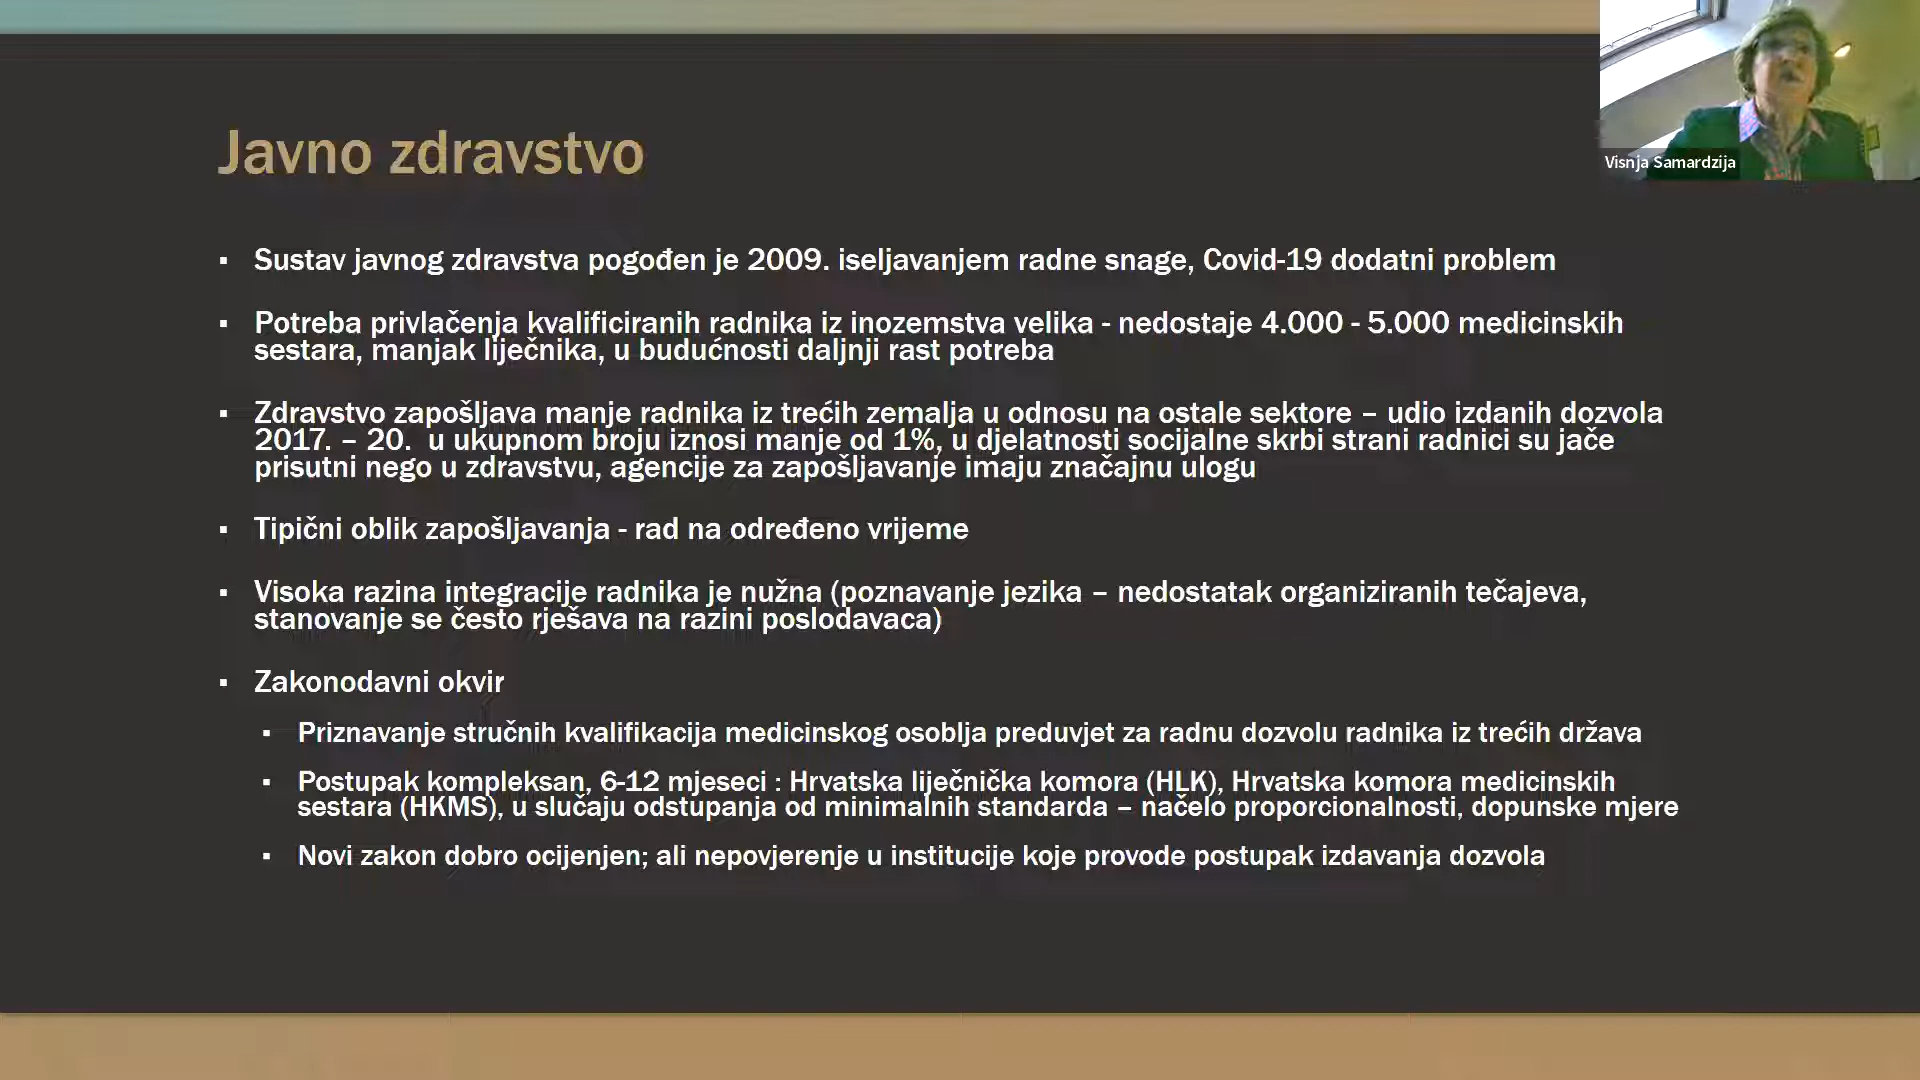 Javno zdravstvo
Visnja Samardzija
▪ Sustav javnog zdravstva pogođen je 2009. iseljavanjem radne snage, Covid-19 dodatni problem
▪ Potreba privlačenja kvalificiranih radnika iz inozemstva velika - nedostaje 4.000 - 5.000 medicinskih
sestara, manjak liječnika, u budućnosti daljnji rast potreba
▪ Zdravstvo zapošljava manje radnika iz trećih zemalja u odnosu na ostale sektore – udio izdanih dozvola
2017. – 20. u ukupnom broju iznosi manje od 1%, u djelatnosti socijalne skrbi strani radnici su jače
prisutni nego u zdravstvu, agencije za zapošljavanje imaju značajnu ulogu
▪ Tipični oblik zapošljavanja - rad na određeno vrijeme
▪ Visoka razina integracije radnika je nužna (poznavanje jezika – nedostatak organiziranih tečajeva,
stanovanje se često rješava na razini poslodavaca)
▪ Zakonodavni okvir
▪ Priznavanje stručnih kvalifikacija medicinskog osoblja preduvjet za radnu dozvolu radnika iz trećih država
▪ Postupak kompleksan, 6-12 mjeseci : Hrvatska liječnička komora (HLK), Hrvatska komora medicinskih
sestara (HKMS), u slučaju odstupanja od minimalnih standarda – načelo proporcionalnosti, dopunske mjere
▪ Novi zakon dobro ocijenjen; ali nepovjerenje u institucije koje provode postupak izdavanja dozvola